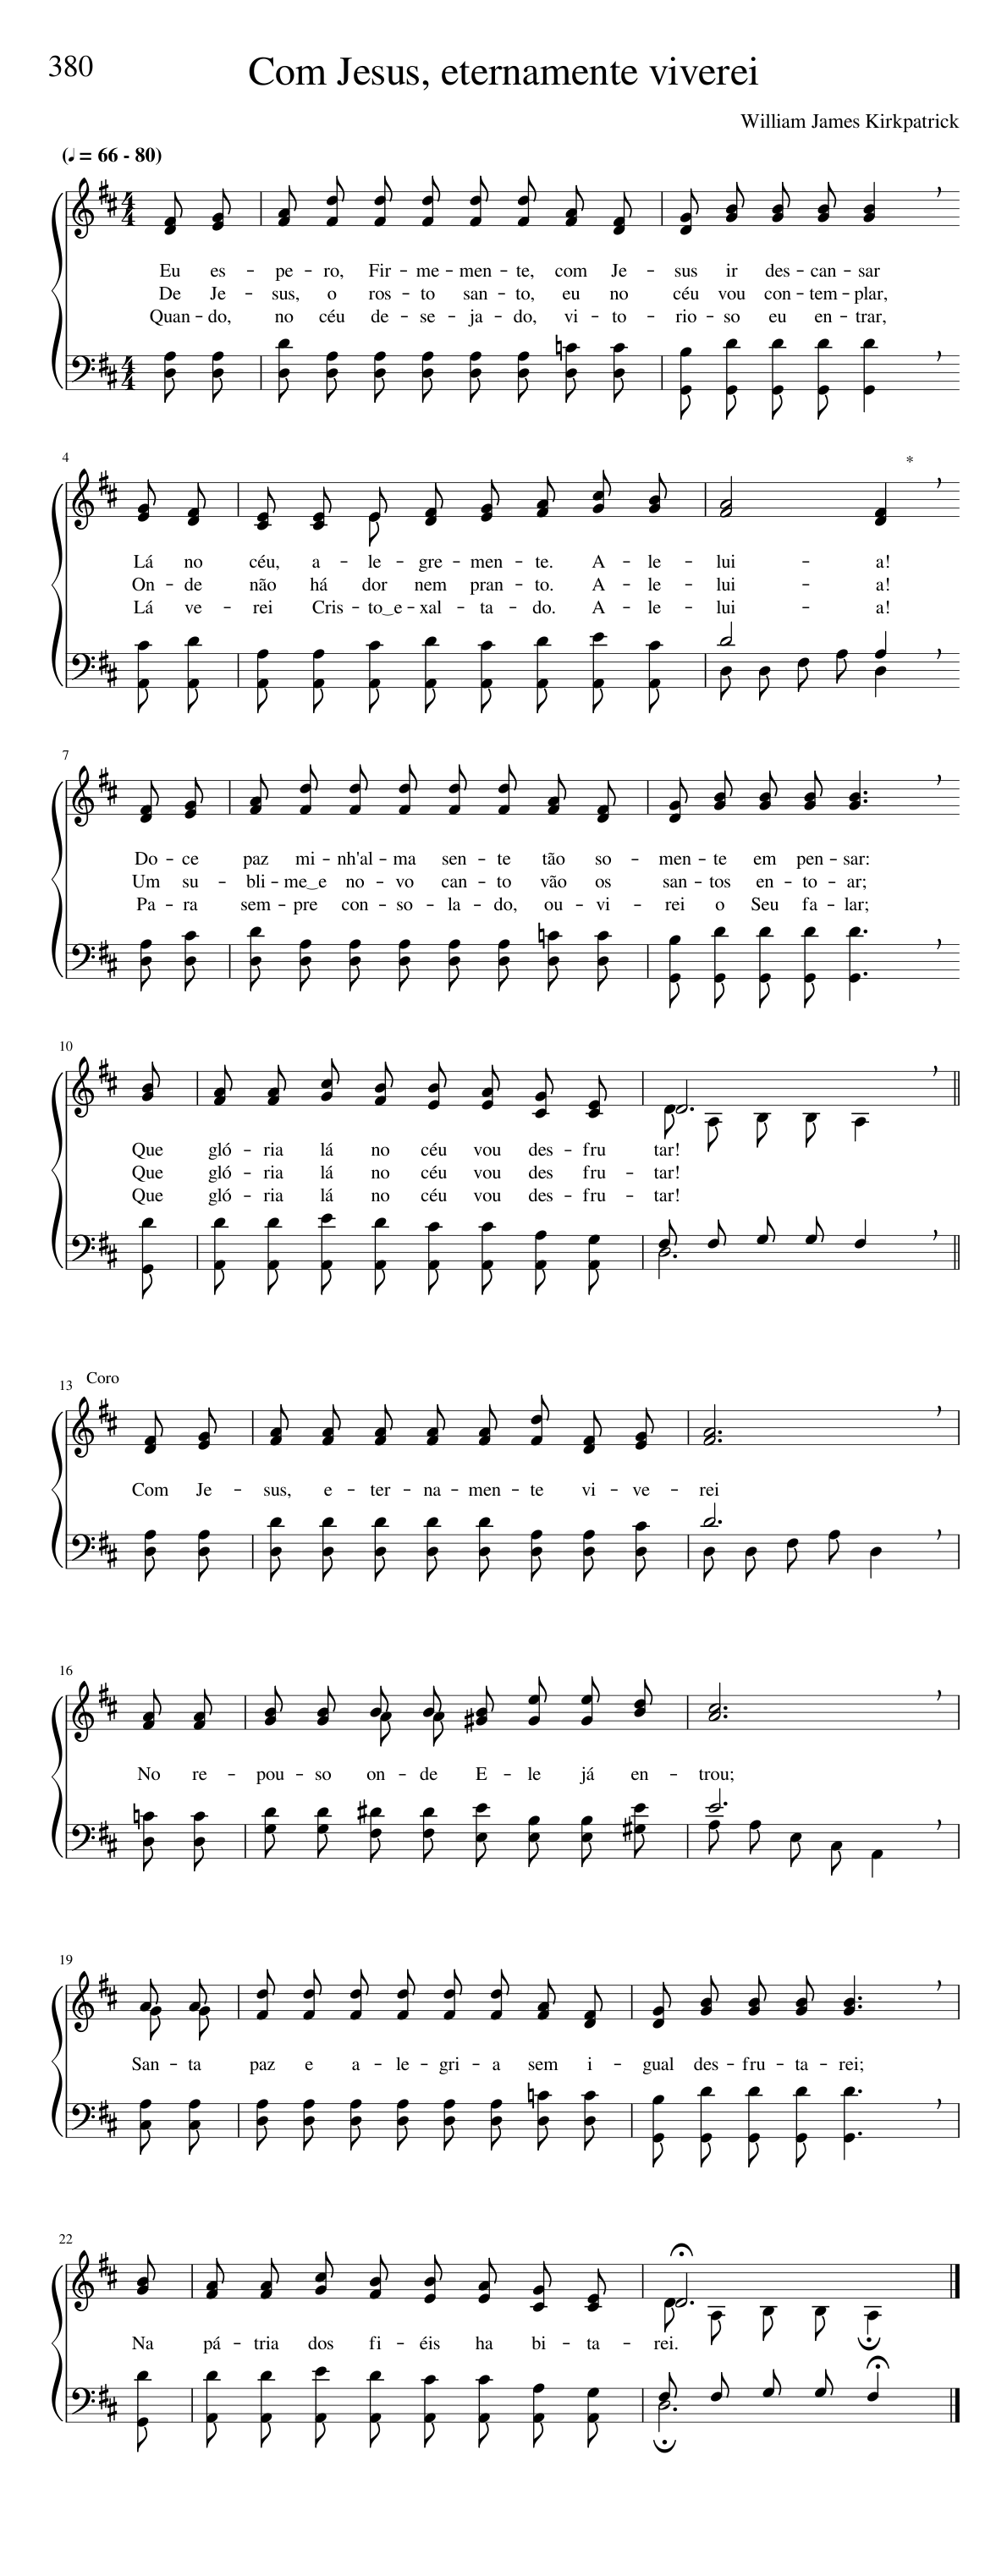 380
Com Jesus, eternamente viverei
William James Kirkpatrick
(♩ = 66 - 80)
Eu es - pe - ro, Fir - me - men - te, com Je - sus ir des - can - sar
De Je - sus, o ros - to san - to, eu no céu vou con - tem - plar,
Quan - do, no céu de - se - ja - do, vi - to - rio - so eu en - trar,
4
*
Lá no céu, a - le - gre - men - te. A - le - lui - a!
On - de não há dor nem pran - to. A - le - lui - a!
Lá ve - rei Cris - to‿e - xal - ta - do. A - le - lui - a!
7
Do - ce paz mi - nh'al - ma sen - te tão so - men - te em pen - sar:
Um su - bli - me‿e no - vo can - to vão os san - tos en - to - ar;
Pa - ra sem - pre con - so - la - do, ou - vi - rei o Seu fa - lar;
10
Que gló - ria lá no céu vou des - fru tar!
Que gló - ria lá no céu vou des fru - tar!
Que gló - ria lá no céu vou des - fru - tar!
13
Coro
Com Je - sus, e - ter - na - men - te vi - ve - rei
16
No re - pou - so on - de E - le já en - trou;
19
San - ta paz e a - le - gri - a sem i - gual des - fru - ta - rei;
22
Na pá - tria dos fi - éis ha bi - ta - rei.